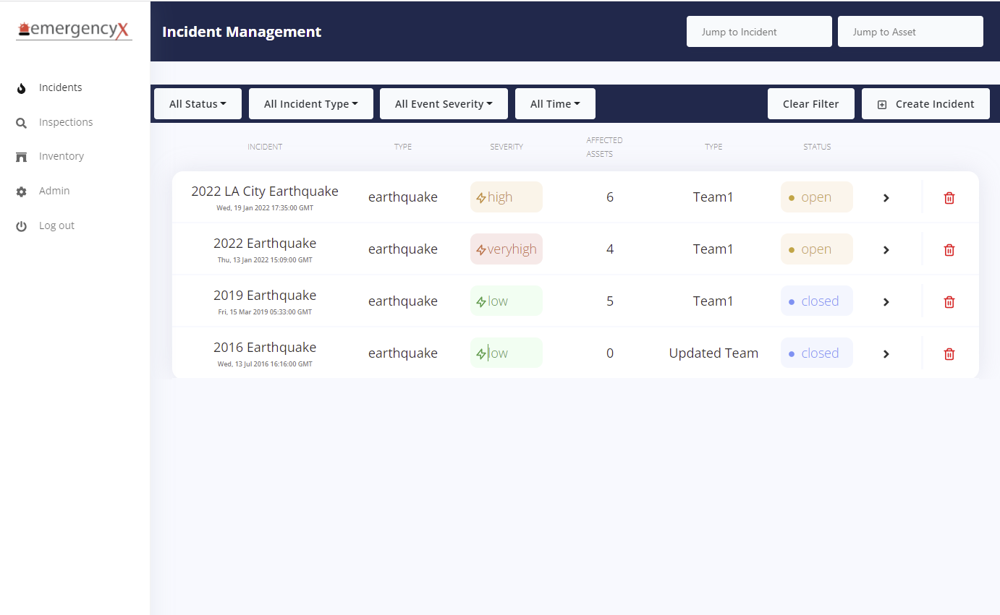 emergencyX
Incident Management
Jump to Incident
Jump to Asset
Incidents
Inspections
Inventory
Admin
Log out
All Status
All Incident Type
All Event Severity
All Time
Clear Filter
Create Incident
INCIDENT
TYPE
SEVERITY
AFFECTED
ASSETS
TYPE
STATUS
2022 LA City Earthquake
Wed, 19 Jan 2022 17:35:00 GMT
earthquake
high
6
Team1
open
2022 Earthquake
Thu, 13 Jan 2022 15:09:00 GMT
earthquake
veryhigh
4
Team1
open
2019 Earthquake
Fri, 15 Mar 2019 05:33:00 GMT
earthquake
low
5
Team1
closed
2016 Earthquake
Wed, 13 Jul 2016 16:16:00 GMT
earthquake
low
0
Updated Team
closed